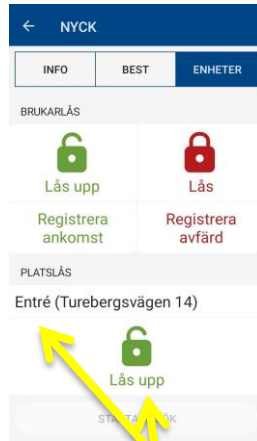 ← NYCK
INFO BEST ENHETER
BRUKARLÅS
Lås upp Lås
Registrera Registrera
ankomst avfärd
PLATSLÅS
Entré (Turebergsvägen 14)
Lås upp